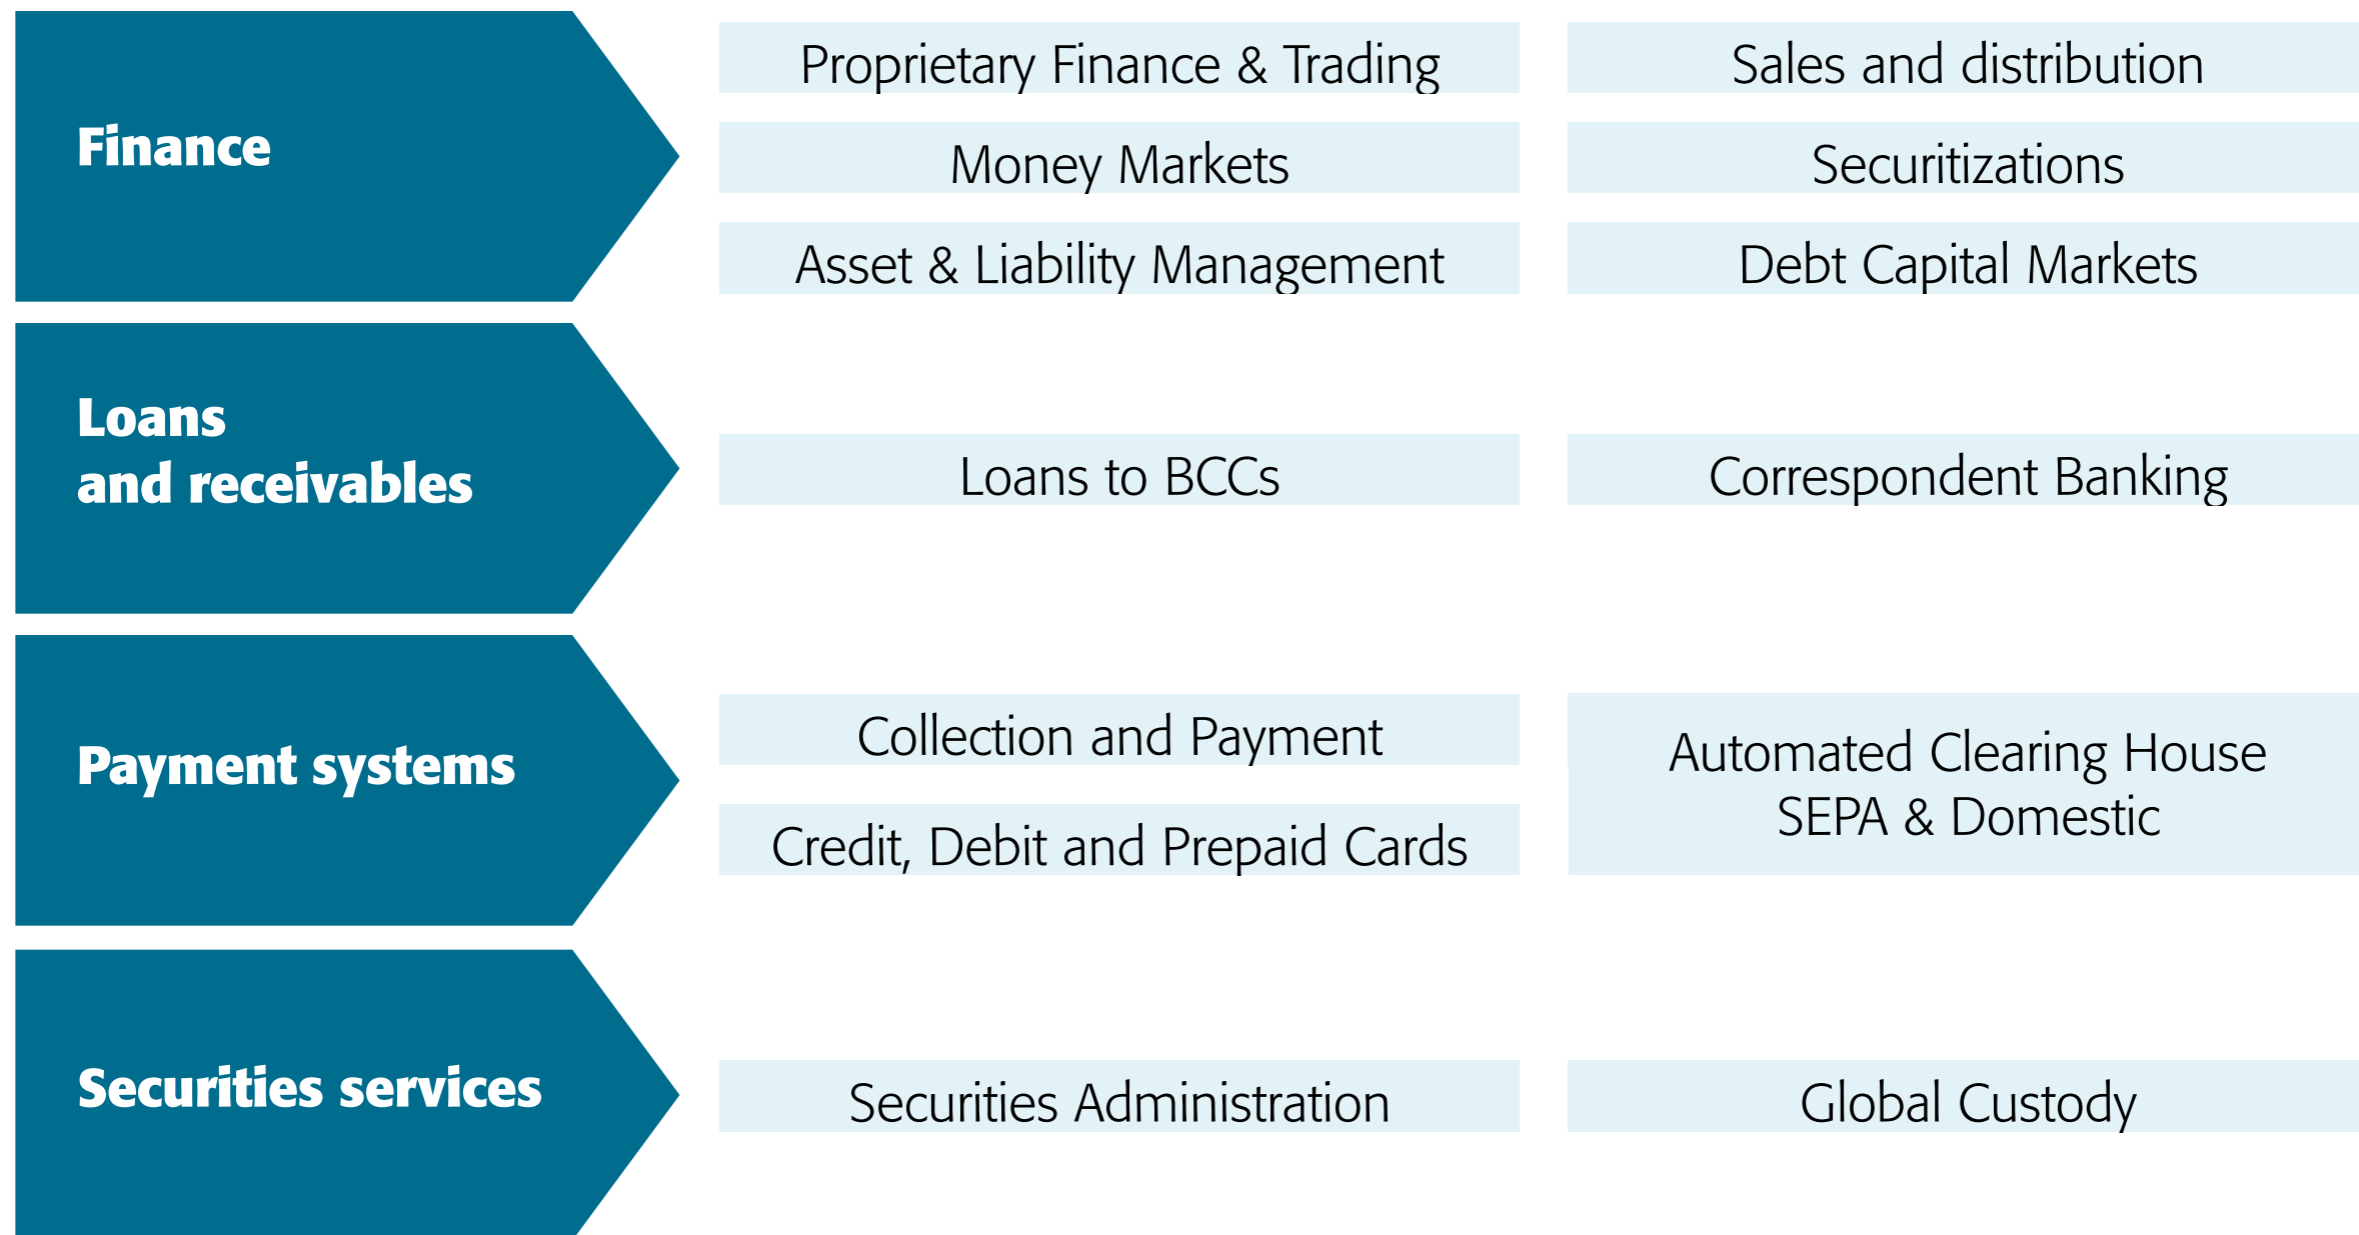 Finance
Proprietary Finance & Trading
Sales and distribution
Money Markets
Securitizations
Asset & Liability Management
Debt Capital Markets
Loans
and receivables
Loans to BCCs
Correspondent Banking
Payment systems
Collection and Payment
Credit, Debit and Prepaid Cards
Automated Clearing House
SEPA & Domestic
Securities services
Securities Administration
Global Custody